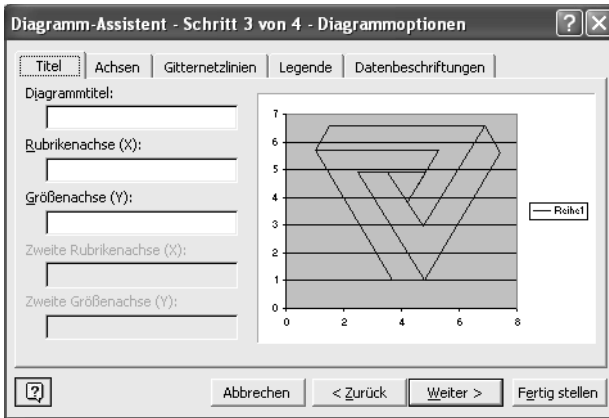 Diagramm-Assistent - Schritt 3 von 4 - Diagrammoptionen
Titel Achsen Gitternetzlinien Legende Datenbeschriftungen
Diagrammtitel:
Rubrikenachse (X):
Größenachse (Y):
Zweite Rubrikenachse (X):
Zweite Größenachse (Y):
7
6
5
4
3
2
1
0
0 2 4 6 8
Reihe1
Abbrechen < Zurück Weiter > Fertig stellen